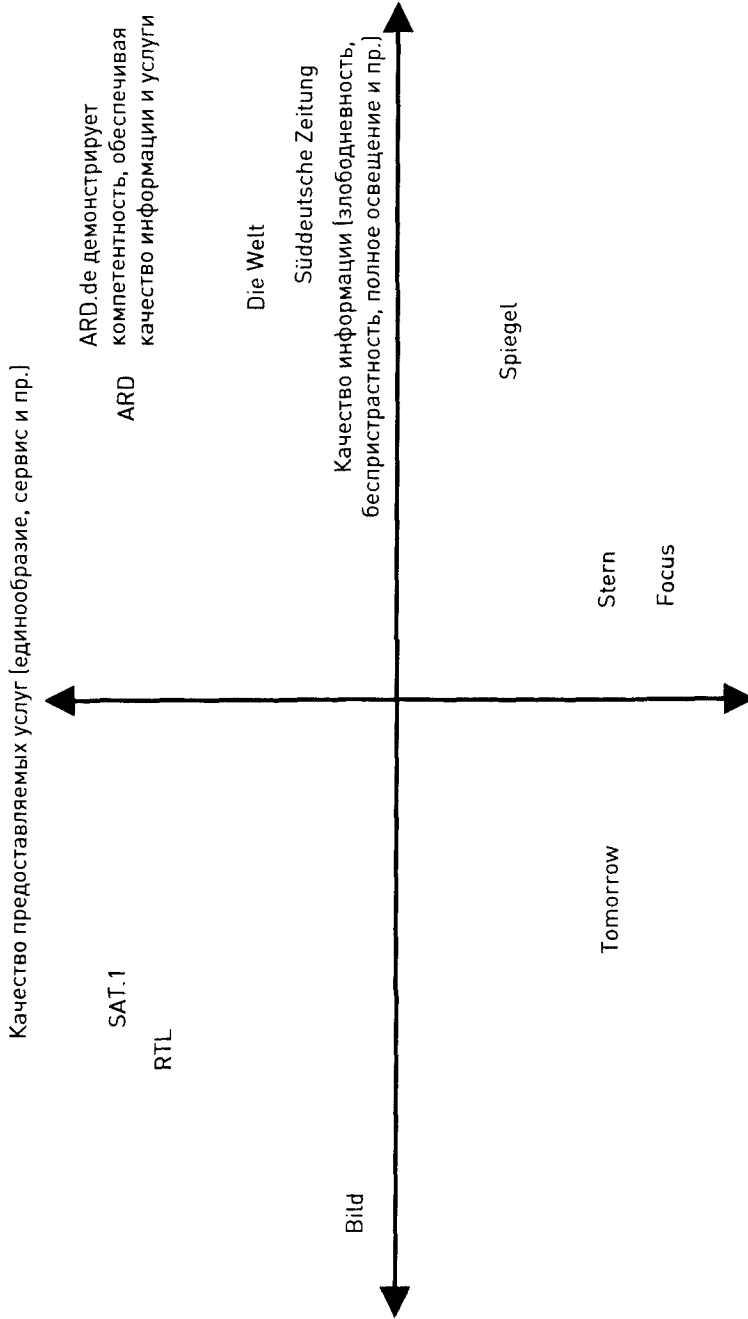 Качество предоставляемых услуг (единообразие, сервис и пр.)
ARD.de демонстрирует
компетентность, обеспечивая
качество информации и услуги
ARD
SAT.1
RTL
Die Welt
Süddeutsche Zeitung
Качество информации (злободневность,
беспристрастность, полное освещение и пр.)
Bild
Spiegel
Stern
Focus
Tomorrow